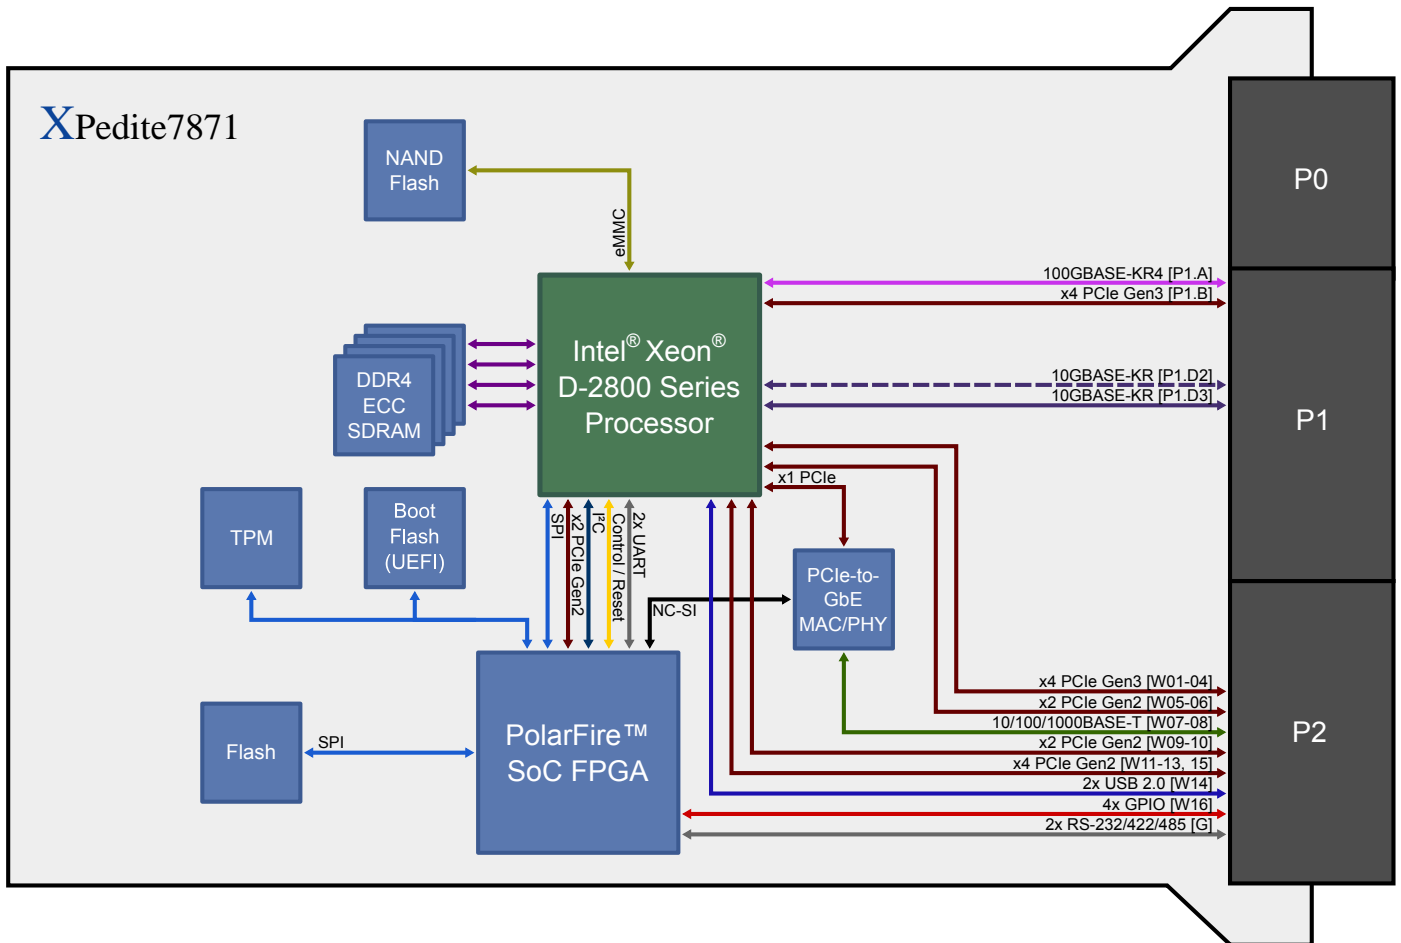 XPedite7871
NAND
Flash
eMMC
P0
100GBASE-KR4 [P1.A]
x4 PCIe Gen3 [P1.B]
Intel® Xeon®
D-2800 Series
Processor
DDR4
ECC
SDRAM
10GBASE-KR [P1.D2]
10GBASE-KR [P1.D3]
P1
x1 PCIe
TPM
Boot
Flash
(UEFI)
SPI
x2 PCIe Gen2
I²C
Control / Reset
2x UART
NC-SI
PCIe-to-
GbE
MAC/PHY
x4 PCIe Gen3 [W01-04]
x2 PCIe Gen2 [W05-06]
10/100/1000BASE-T [W07-08]
x2 PCIe Gen2 [W09-10]
x4 PCIe Gen2 [W11-13, 15]
2x USB 2.0 [W14]
4x GPIO [W16]
2x RS-232/422/485 [G]
P2
Flash
SPI
PolarFire™
SoC FPGA